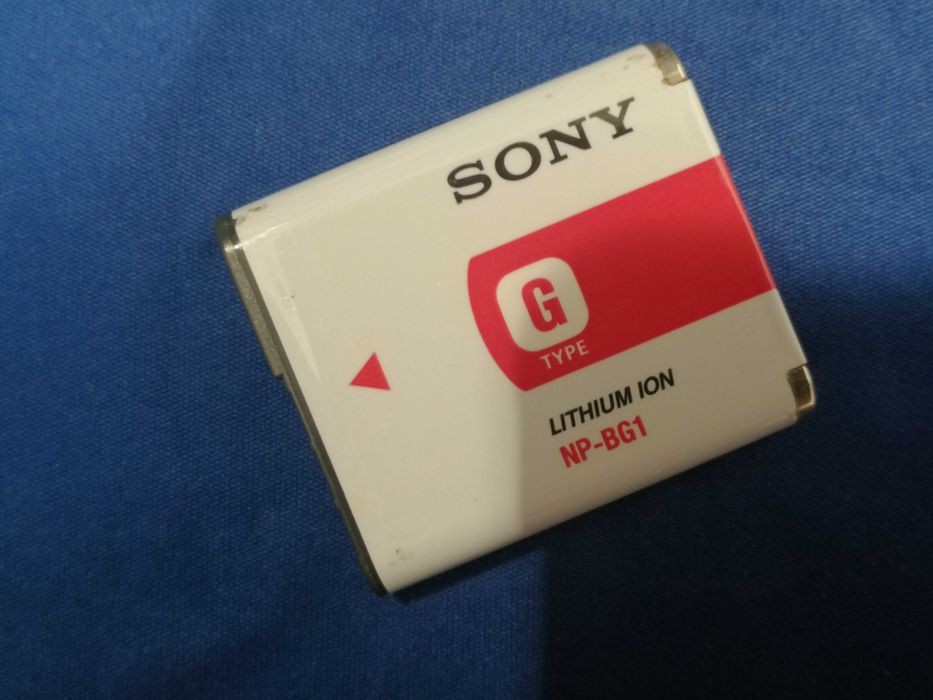 SONY
G
TYPE
LITHIUM ION
NP-BG1